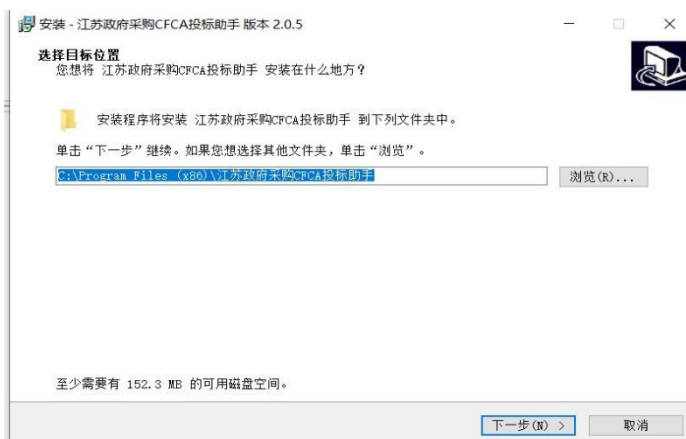 安装 - 江苏政府采购CFCA投标助手 版本 2.0.5
选择目标位置
您想将 江苏政府采购CFCA投标助手 安装在什么地方？
安装程序将安装 江苏政府采购CFCA投标助手 到下列文件夹中。
单击“下一步”继续。如果您想选择其他文件夹，单击“浏览”。
C:\Program Files (x86)\江苏政府采购CFCA投标助手
浏览(R)...
至少需要有 152.3 MB 的可用磁盘空间。
下一步(N) >
取消